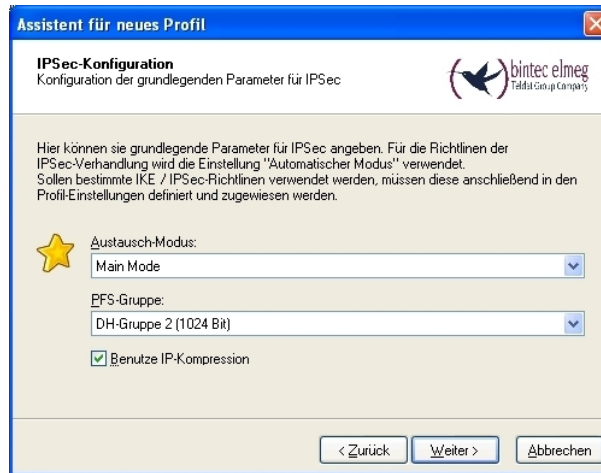 Assistent für neues Profil
IPSec-Konfiguration
Konfiguration der grundlegenden Parameter für IPSec
bintec elmeg
Teldat Group Company
Hier können sie grundlegende Parameter für IPSec angeben. Für die Richtlinen der
IPSec-Verhandlung wird die Einstellung "Automatischer Modus" verwendet.
Sollen bestimmte IKE / IPSec-Richtlinen verwendet werden, müssen diese anschließend in den
Profil-Einstellungen definiert und zugewiesen werden.
Austausch-Modus:
Main Mode
PFS-Gruppe:
DH-Gruppe 2 (1024 Bit)
Benutze IP-Kompression
< Zurück
Weiter >
Abbrechen